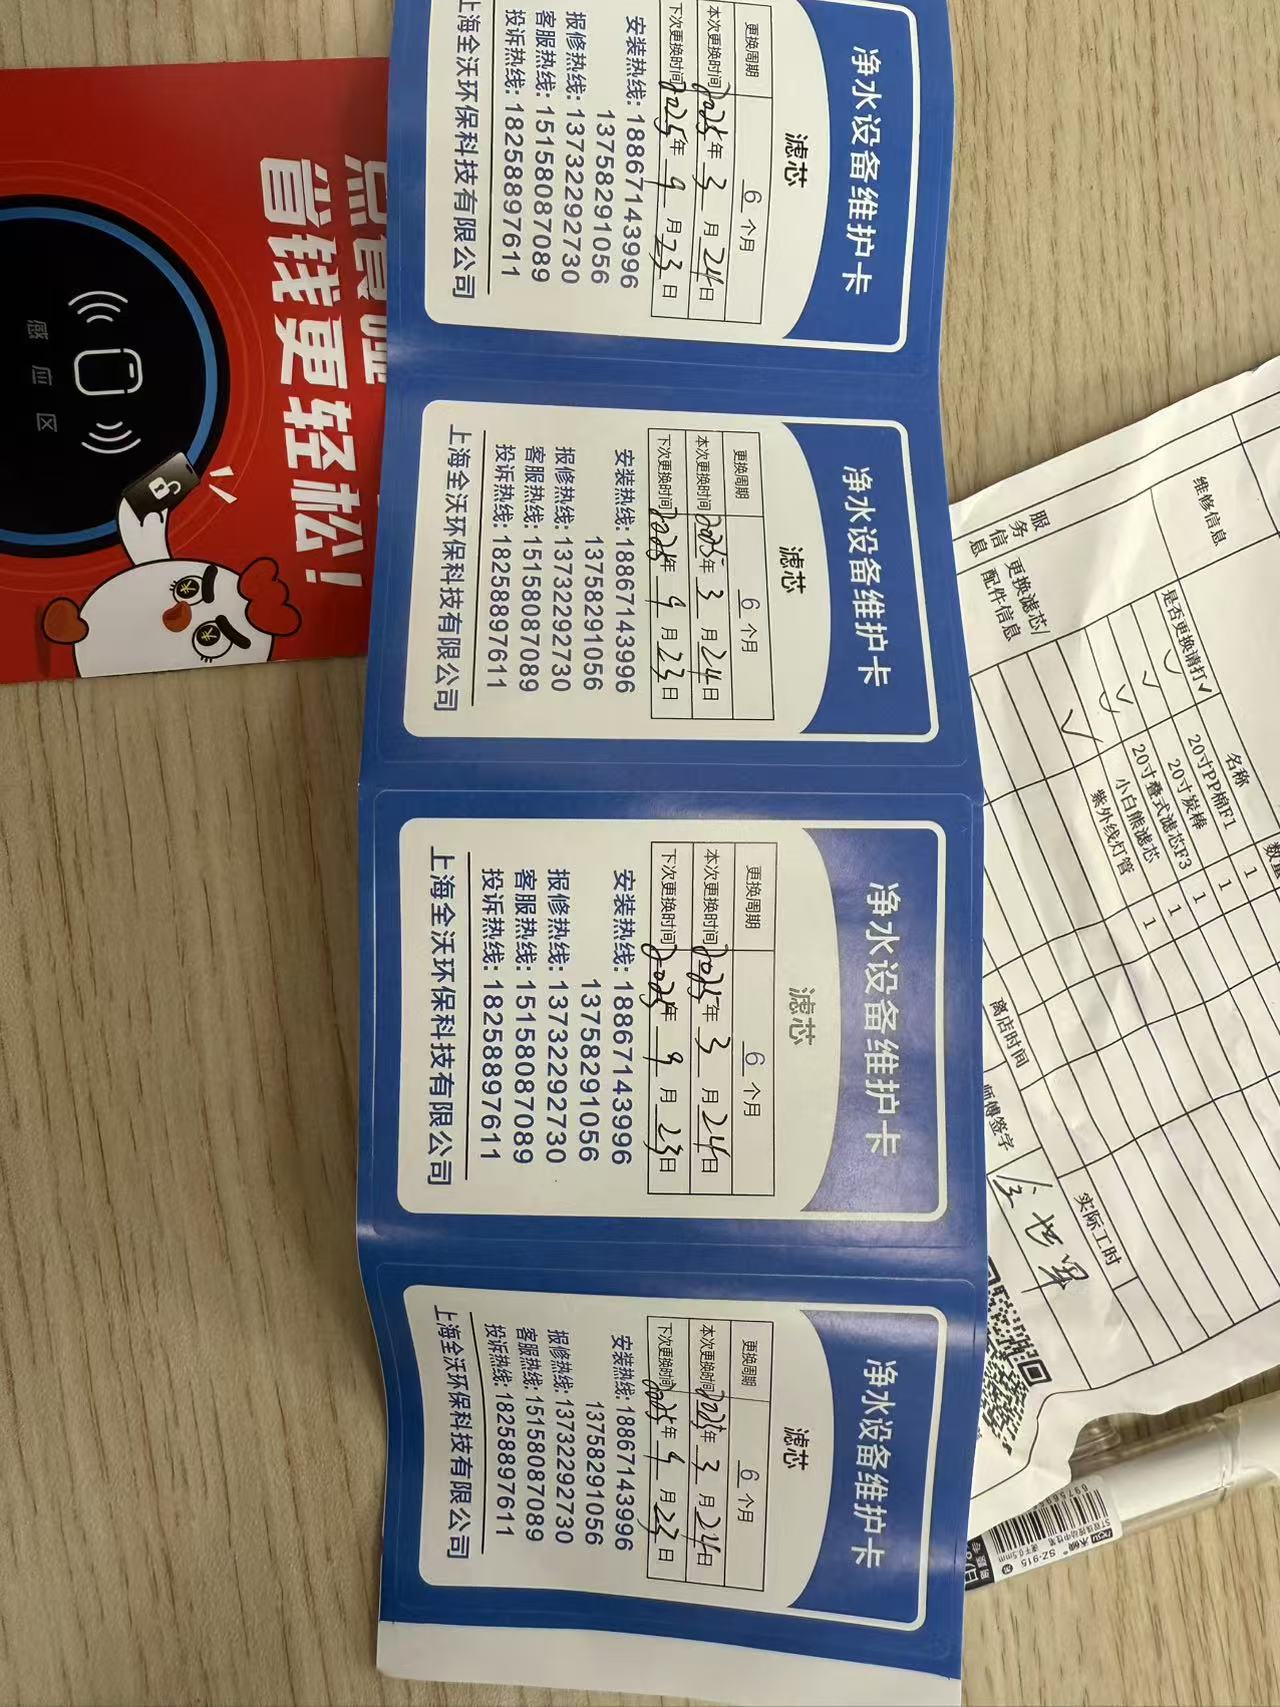 省钱更轻松！
感应区
净水设备维护卡
滤芯
更换周期 6 个月
本次更换时间 2025年 3 月 24日
下次更换时间 2025年 9 月 23日
安装热线: 18867143996
13758291056
报修热线: 13732292730
客服热线: 15158087089
投诉热线: 18258897611
上海全沃环保科技有限公司
净水设备维护卡
滤芯
更换周期 6 个月
本次更换时间 2025年 3 月 24日
下次更换时间 2025年 9 月 23日
安装热线: 18867143996
13758291056
报修热线: 13732292730
客服热线: 15158087089
投诉热线: 18258897611
上海全沃环保科技有限公司
净水设备维护卡
滤芯
更换周期 6 个月
本次更换时间 2025年 3 月 24日
下次更换时间 2025年 9 月 23日
安装热线: 18867143996
13758291056
报修热线: 13732292730
客服热线: 15158087089
投诉热线: 18258897611
上海全沃环保科技有限公司
净水设备维护卡
滤芯
更换周期 6 个月
本次更换时间 2025年 3 月 24日
下次更换时间 2025年 9 月 23日
安装热线: 18867143996
13758291056
报修热线: 13732292730
客服热线: 15158087089
投诉热线: 18258897611
上海全沃环保科技有限公司
维修信息
服务信息
更换滤芯/配件信息
是否更换请打✓ 名称 数量
✓ 20寸PP棉F1 1
✓ 20寸炭棒 1
✓ 20寸叠式滤芯F3 1
✓ 小白熊滤芯 1
✓ 紫外线灯管 1
离店时间
师傅签字
实际工时
SZ-915